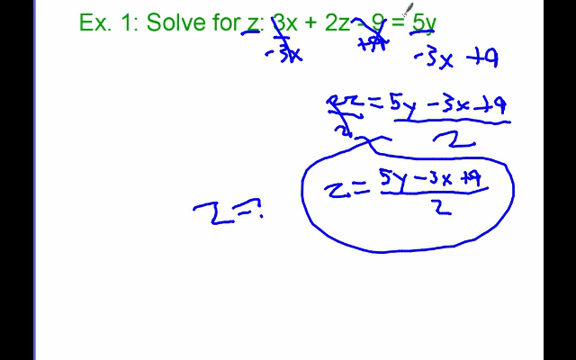 Ex. 1: Solve for z: 3x + 2z - 9 = 5y
-3x +9 -3x +9
2z = 5y - 3x + 9
2 2
z = 5y - 3x + 9
2
z = ?